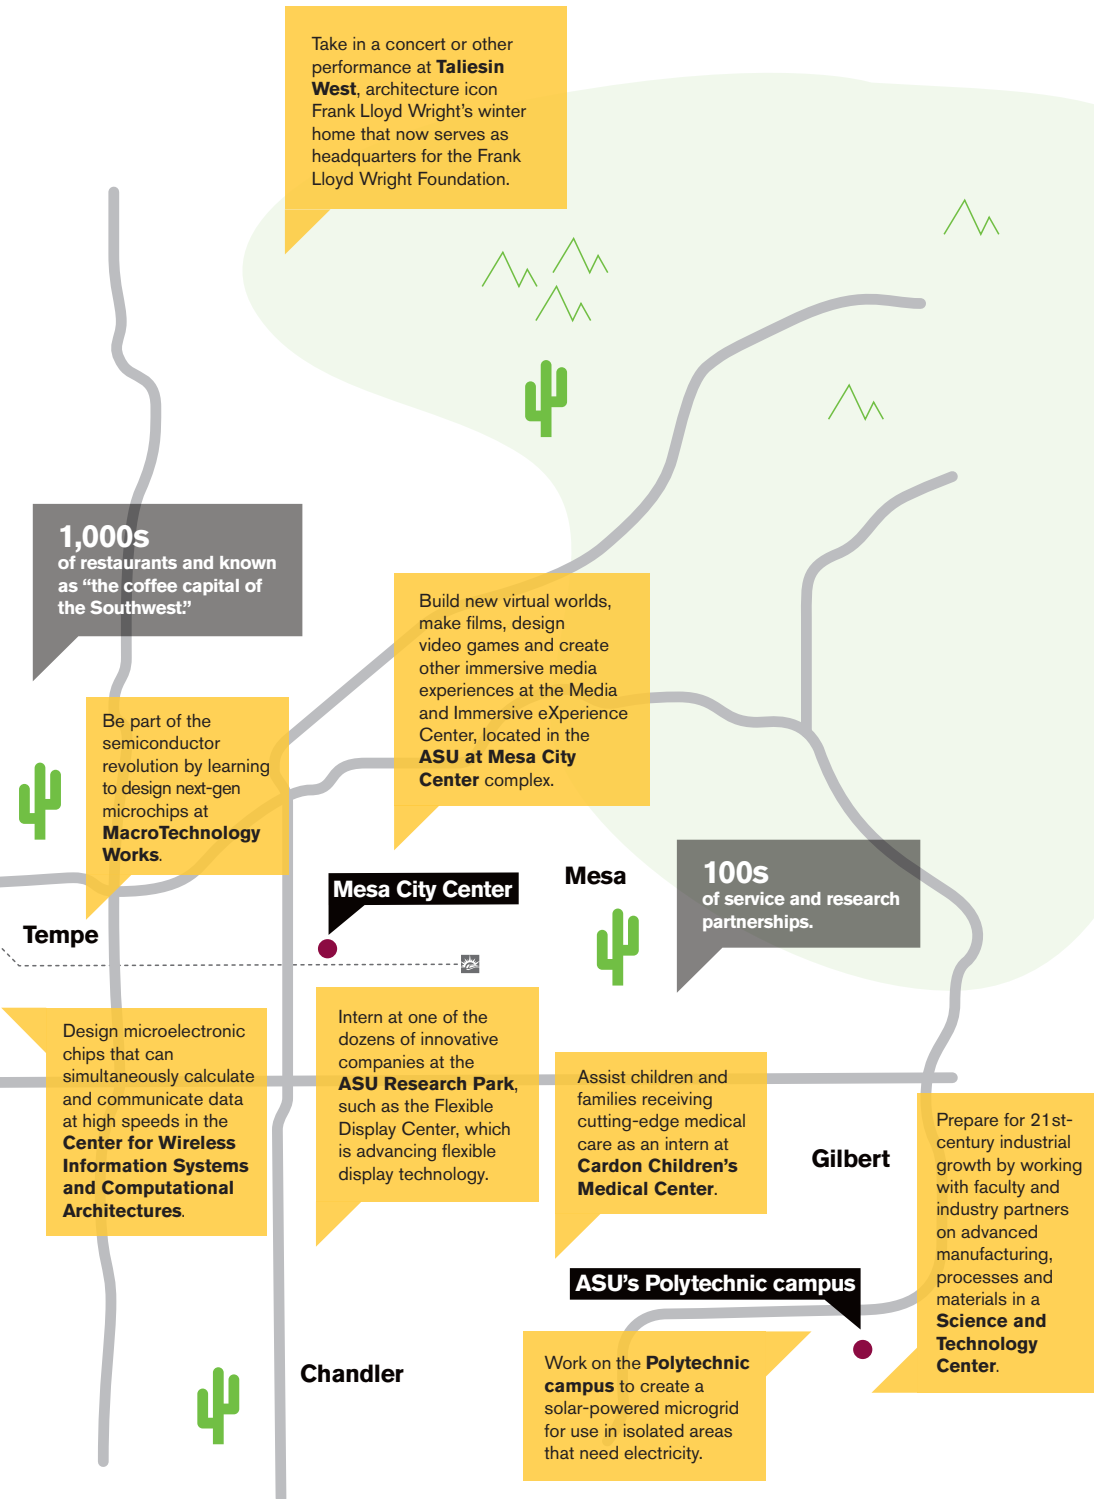 Take in a concert or other
performance at Taliesin
West, architecture icon
Frank Lloyd Wright's winter
home that now serves as
headquarters for the Frank
Lloyd Wright Foundation.
1,000s
of restaurants and known
as “the coffee capital of
the Southwest.”
Build new virtual worlds,
make films, design
video games and create
other immersive media
experiences at the Media
and Immersive eXperience
Center, located in the
ASU at Mesa City
Center complex.
Be part of the
semiconductor
revolution by learning
to design next-gen
microchips at
MacroTechnology
Works.
Mesa City Center
Mesa
100s
of service and research
partnerships.
Tempe
Design microelectronic
chips that can
simultaneously calculate
and communicate data
at high speeds in the
Center for Wireless
Information Systems
and Computational
Architectures.
Intern at one of the
dozens of innovative
companies at the
ASU Research Park,
such as the Flexible
Display Center, which
is advancing flexible
display technology.
Assist children and
families receiving
cutting-edge medical
care as an intern at
Cardon Children's
Medical Center.
Gilbert
Prepare for 21st-
century industrial
growth by working
with faculty and
industry partners
on advanced
manufacturing,
processes and
materials in a
Science and
Technology
Center.
ASU's Polytechnic campus
Chandler
Work on the Polytechnic
campus to create a
solar-powered microgrid
for use in isolated areas
that need electricity.